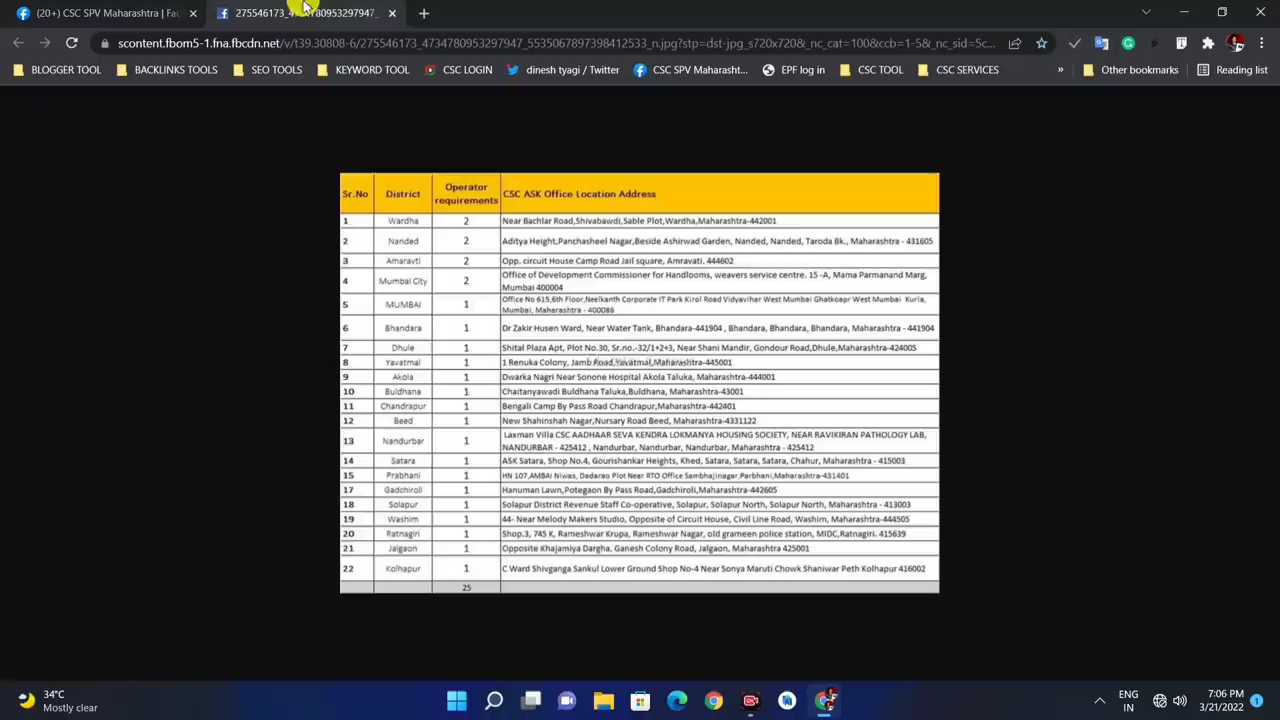 (20+) CSC SPV Maharashtra | Fac
275546173_4734780953297947_
scontent.fbom5-1.fna.fbcdn.net/v/t39.30808-6/275546173_4734780953297947_5535067897398412533_n.jpg?stp=dst-jpg_s720x720&_nc_cat=100&ccb=1-5&_nc_sid=5c...
BLOGGER TOOL BACKLINKS TOOLS SEO TOOLS KEYWORD TOOL CSC LOGIN dinesh tyagi / Twitter CSC SPV Maharasht... EPF log in CSC TOOL CSC SERVICES » Other bookmarks Reading list
Sr.No District Operator requirements CSC ASK Office Location Address
1 Wardha 2 Near Bachlar Road,Shivabawdi,Sable Plot,Wardha,Maharashtra-442001
2 Nanded 2 Aditya Height,Panchasheel Nagar,Beside Ashirwad Garden, Nanded, Nanded, Taroda Bk., Maharashtra - 431605
3 Amaravti 2 Opp. circuit House Camp Road Jail square, Amravati. 444602
4 Mumbai City 2 Office of Development Commissioner for Handlooms, weavers service centre. 15 -A, Mama Parmanand Marg,
Mumbai 400004
5 MUMBAI 1 Office No 615,6th Floor,Neelkanth Corporate IT Park Kirol Road Vidyavihar West Mumbai Ghatkoapr West Mumbai Kurla,
Mumbai, Maharashtra - 400086
6 Bhandara 1 Dr Zakir Husen Ward, Near Water Tank, Bhandara-441904 , Bhandara, Bhandara, Bhandara, Maharashtra - 441904
7 Dhule 1 Shital Plaza Apt, Plot No.30, Sr.no.-32/1+2+3, Near Shani Mandir, Gondour Road,Dhule,Maharashtra-424005
8 Yavatmal 1 1 Renuka Colony, Jamb Road,Yavatmal,Maharashtra-445001
9 Akola 1 Dwarka Nagri Near Sonone Hospital Akola Taluka, Maharashtra-444001
10 Buldhana 1 Chaitanyawadi Buldhana Taluka,Buldhana, Maharashtra-43001
11 Chandrapur 1 Bengali Camp By Pass Road Chandrapur,Maharashtra-442401
12 Beed 1 New Shahinshah Nagar,Nursary Road Beed, Maharashtra-4331122
13 Nandurbar 1 Laxman Villa CSC AADHAAR SEVA KENDRA LOKMANYA HOUSING SOCIETY, NEAR RAVIKIRAN PATHOLOGY LAB,
NANDURBAR - 425412 , Nandurbar, Nandurbar, Nandurbar, Maharashtra - 425412
14 Satara 1 ASK Satara, Shop No.4, Gourishankar Heights, Khed, Satara, Satara, Satara, Chahur, Maharashtra - 415003
15 Prabhani 1 HN 107,AMBAI Niwas, Dadarao Plot Near RTO Office Sambhajinagar,Parbhani,Maharashtra-431401
17 Gadchiroli 1 Hanuman Lawn,Potegaon By Pass Road,Gadchiroli,Maharashtra-442605
18 Solapur 1 Solapur District Revenue Staff Co-operative, Solapur, Solapur North, Solapur North, Maharashtra - 413003
19 Washim 1 44- Near Melody Makers Studio, Opposite of Circuit House, Civil Line Road, Washim, Maharashtra-444505
20 Ratnagiri 1 Shop.3, 745 K, Rameshwar Krupa, Rameshwar Nagar, old grameen police station, MIDC,Ratnagiri. 415639
21 Jalgaon 1 Opposite Khajamiya Dargha, Ganesh Colony Road, Jalgaon, Maharashtra 425001
22 Kolhapur 1 C Ward Shivganga Sankul Lower Ground Shop No-4 Near Sonya Maruti Chowk Shaniwar Peth Kolhapur 416002
25
34°C
Mostly clear
ENG
IN
7:06 PM
3/21/2022
1